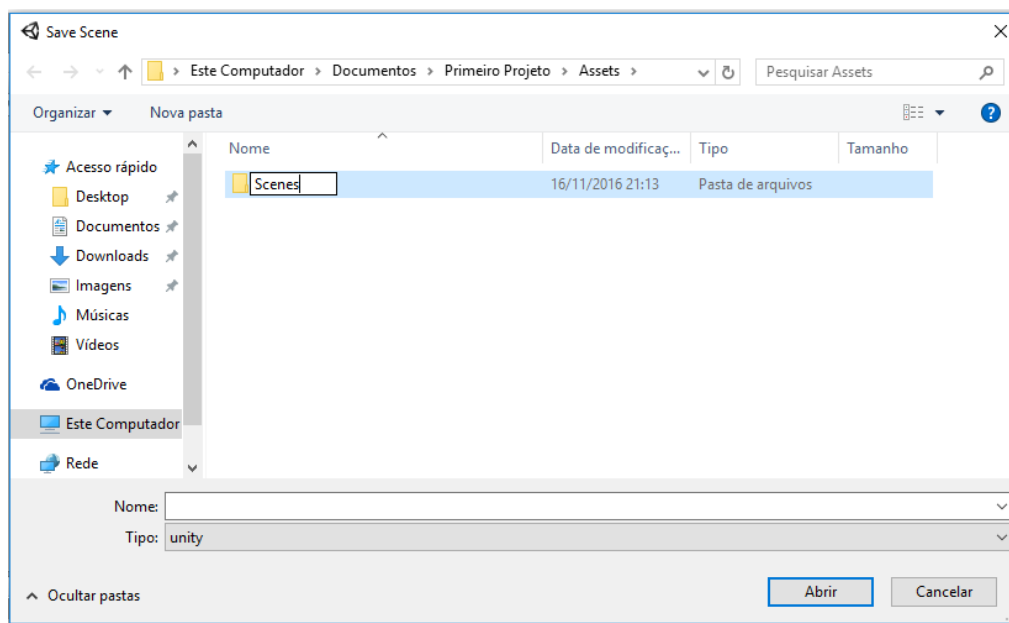 Save Scene
Este Computador > Documentos > Primeiro Projeto > Assets >
Pesquisar Assets
Organizar
Nova pasta
?
Nome
Data de modificaç...
Tipo
Tamanho
Scenes
16/11/2016 21:13
Pasta de arquivos
Acesso rápido
Desktop
Documentos
Downloads
Imagens
Músicas
Vídeos
OneDrive
Este Computador
Rede
Nome:
Tipo: unity
Ocultar pastas
Abrir
Cancelar